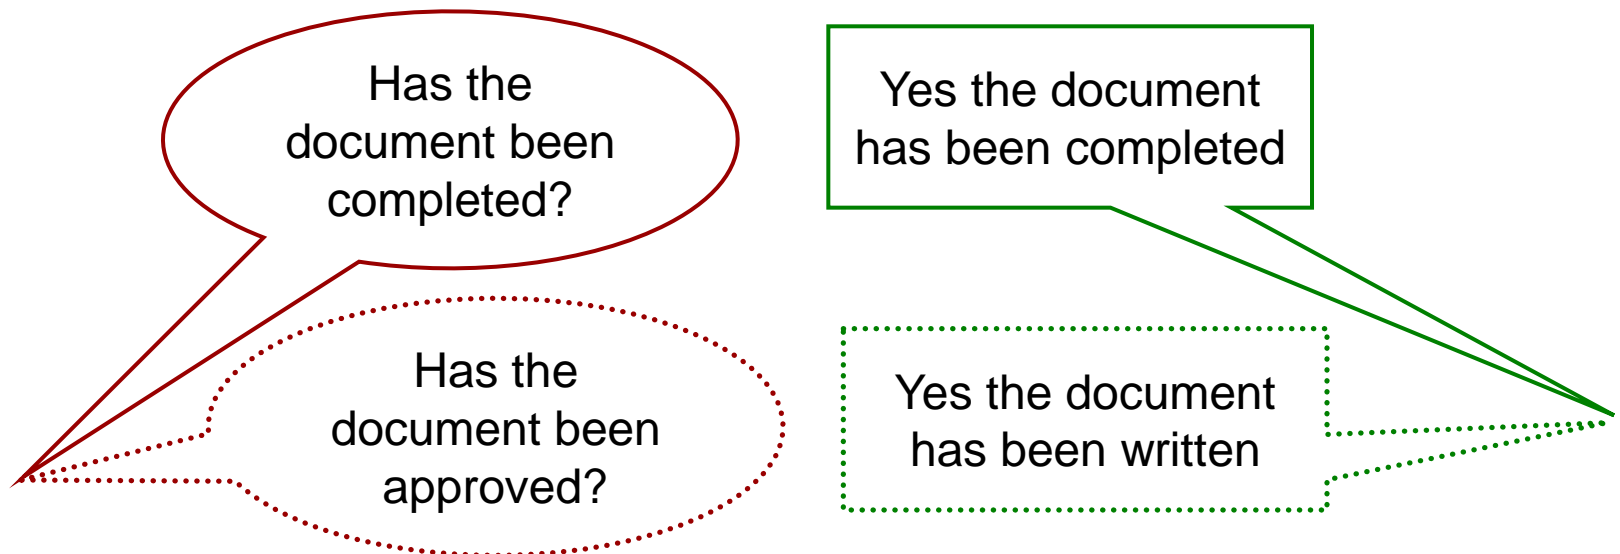 Has the
document been
completed?
Yes the document
has been completed
Has the
document been
approved?
Yes the document
has been written